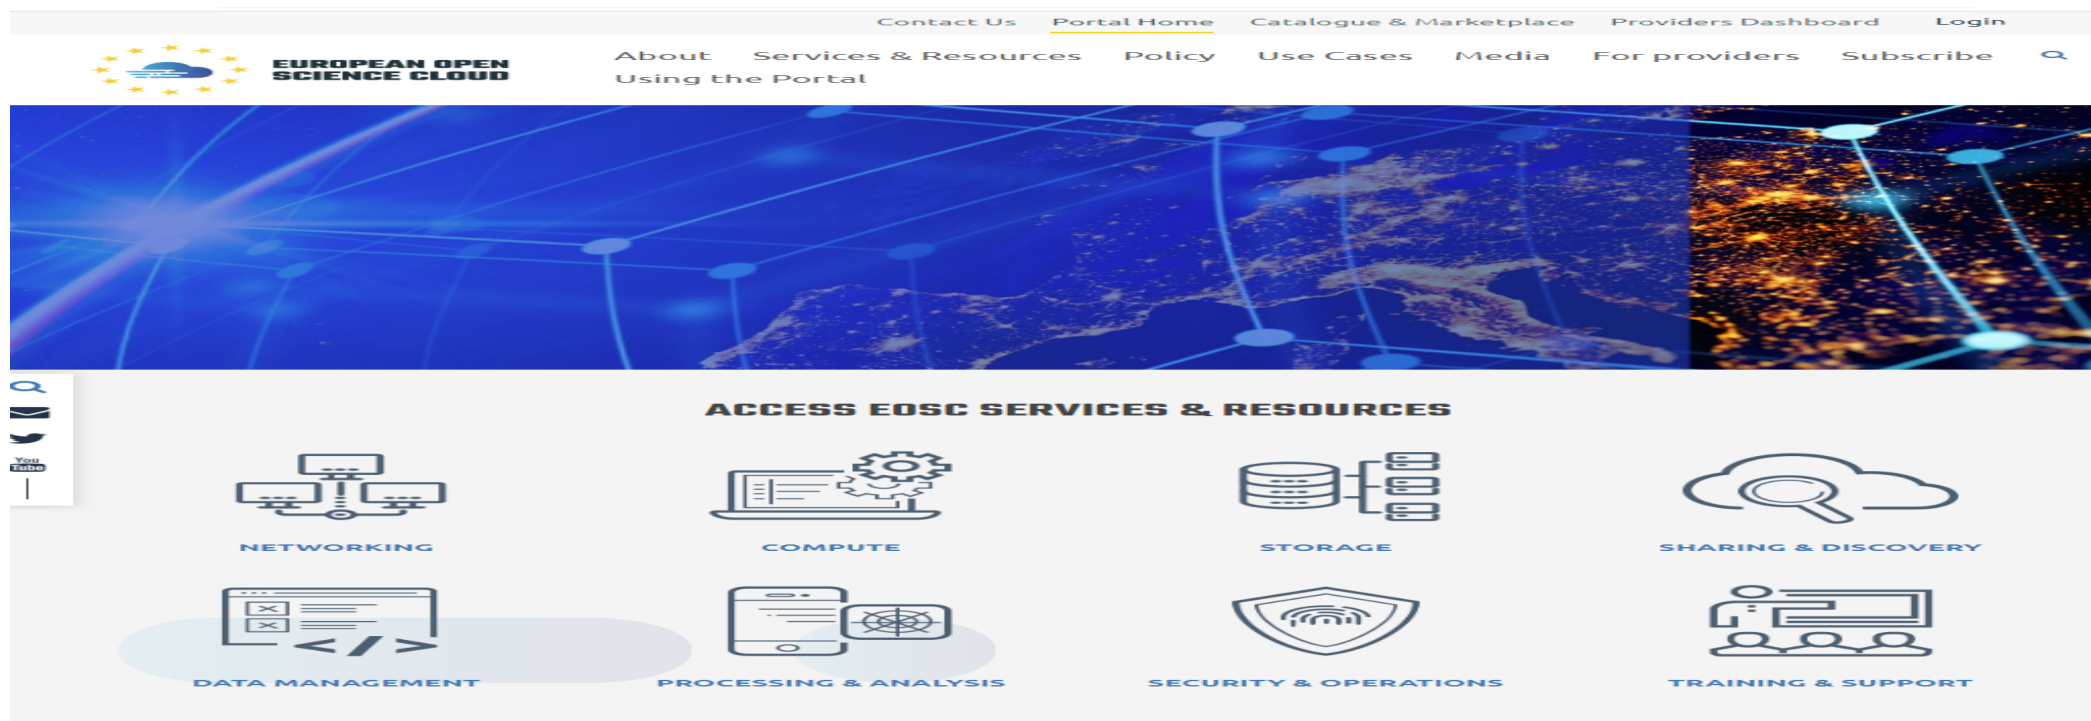 Contact Us Portal Home Catalogue & Marketplace Providers Dashboard Login
EUROPEAN OPEN
SCIENCE CLOUD
About Services & Resources Policy Use Cases Media For providers Subscribe
Using the Portal
You
Tube
ACCESS EOSC SERVICES & RESOURCES
NETWORKING COMPUTE STORAGE SHARING & DISCOVERY
DATA MANAGEMENT PROCESSING & ANALYSIS SECURITY & OPERATIONS TRAINING & SUPPORT